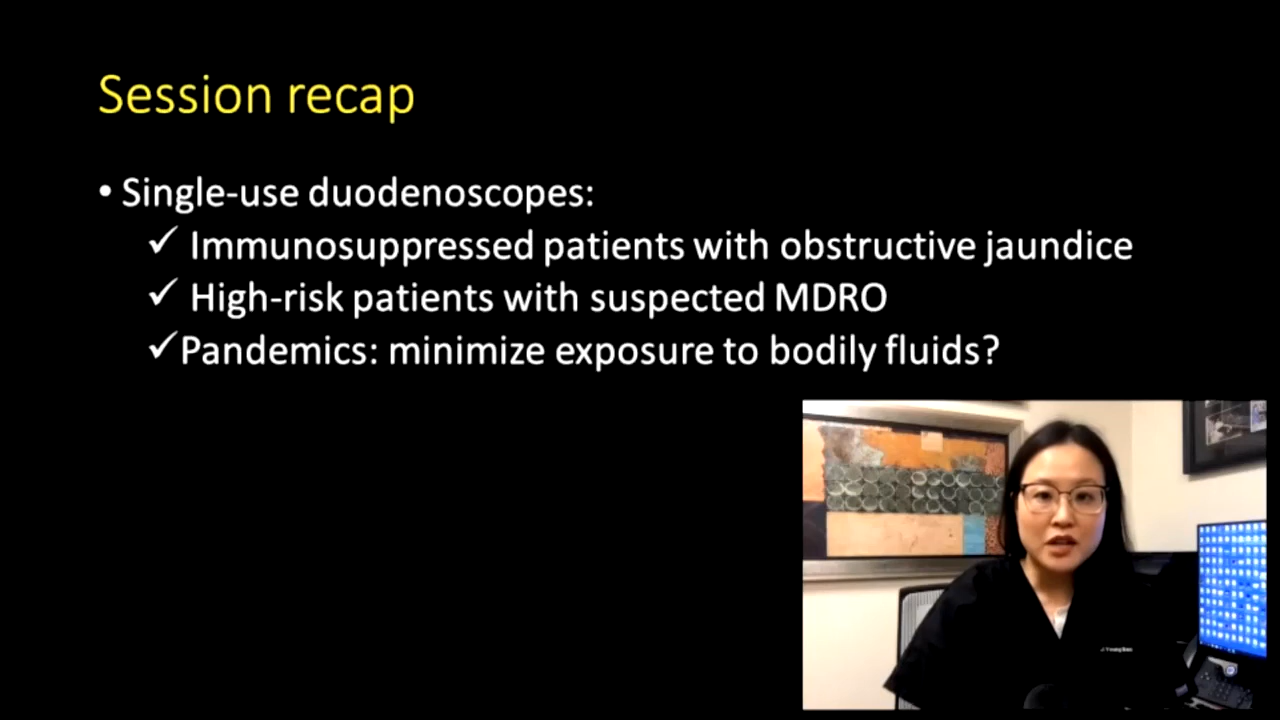 Session recap
• Single-use duodenoscopes:
✓ Immunosuppressed patients with obstructive jaundice
✓ High-risk patients with suspected MDRO
✓Pandemics: minimize exposure to bodily fluids?